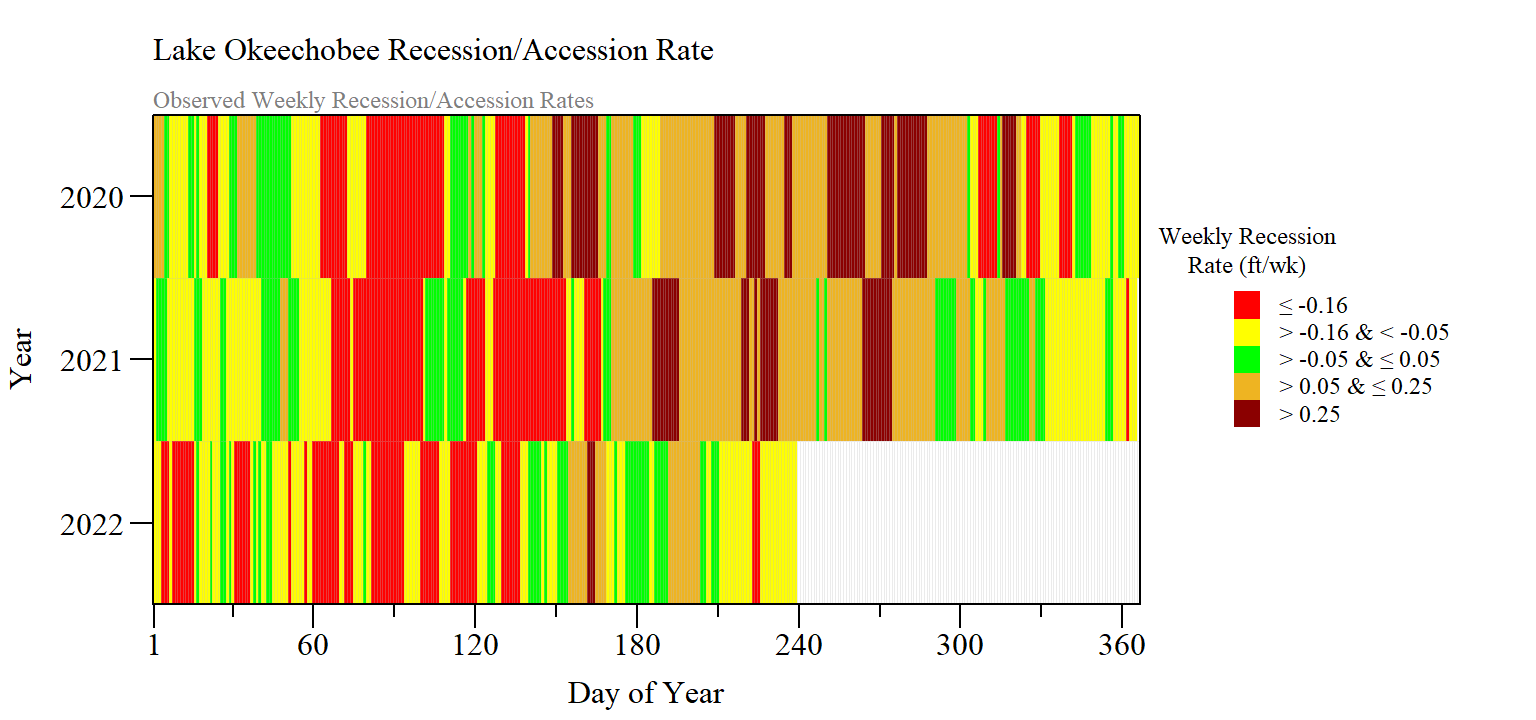 Lake Okeechobee Recession/Accession Rate
Observed Weekly Recession/Accession Rates
Year
2020
2021
2022
1 60 120 180 240 300 360
Day of Year
Weekly Recession
Rate (ft/wk)
≤ -0.16
> -0.16 & < -0.05
> -0.05 & ≤ 0.05
> 0.05 & ≤ 0.25
> 0.25